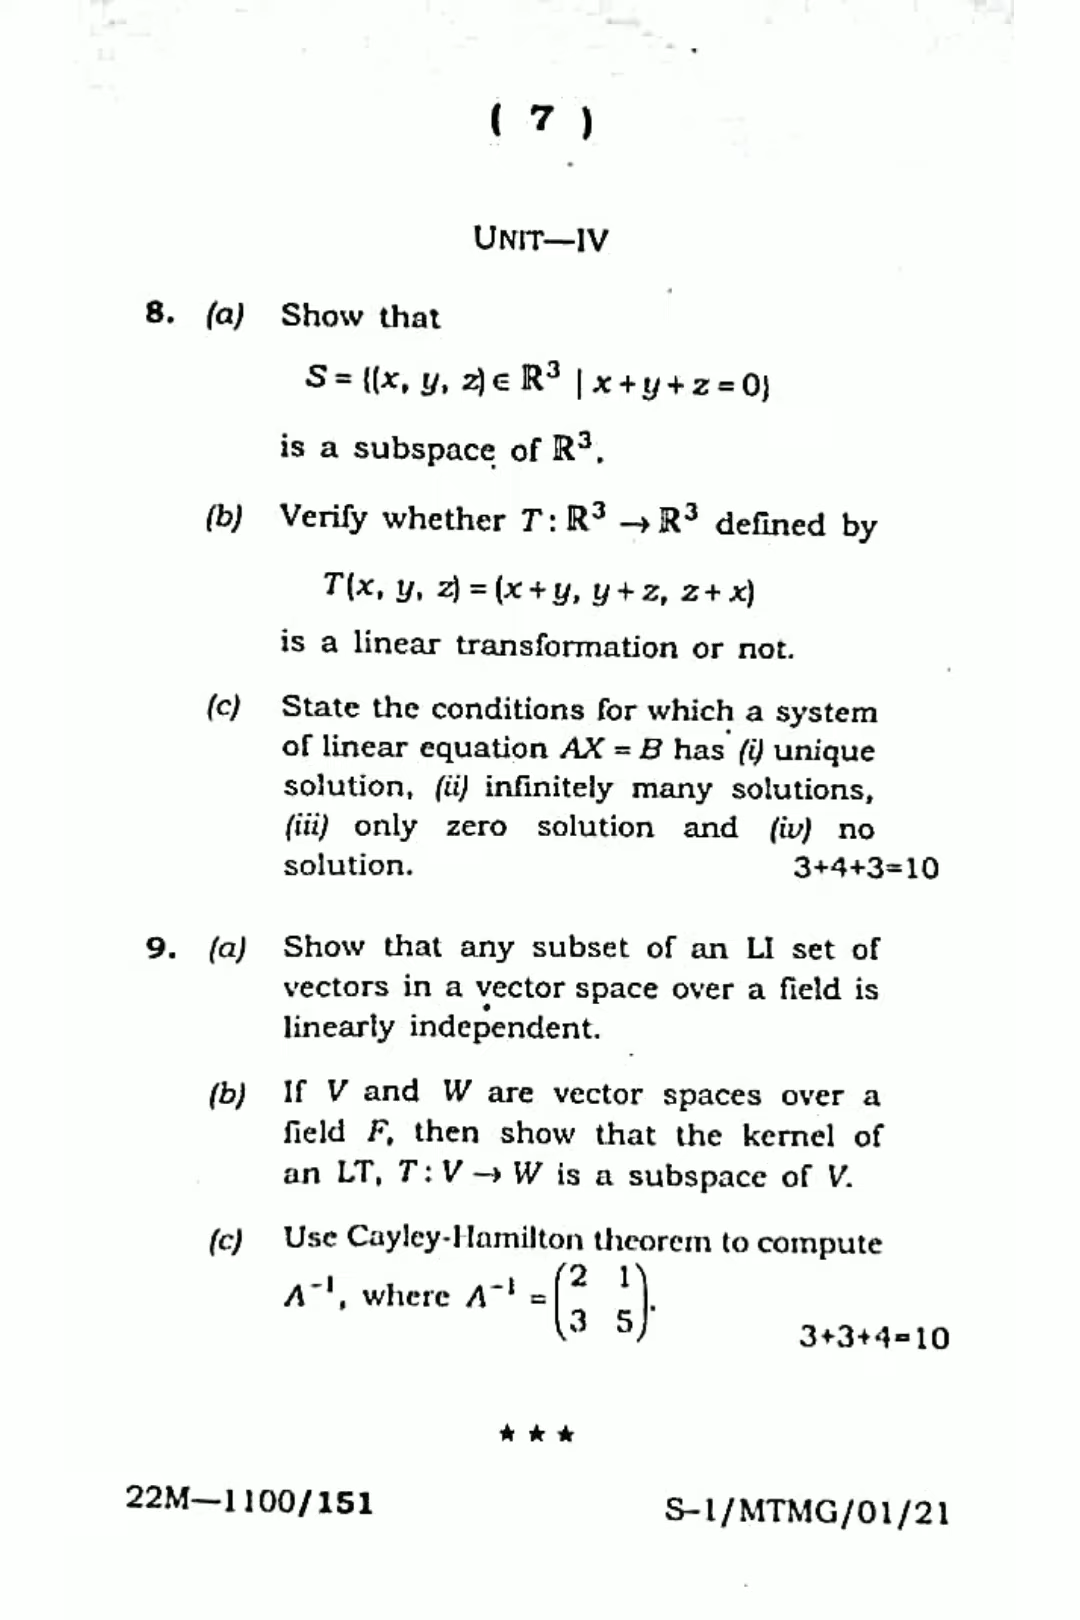 ( 7 )
UNIT—IV
8. (a) Show that
S = {(x, y, z) ∈ ℝ³ | x + y + z = 0}
is a subspace of ℝ³.
(b) Verify whether T : ℝ³ → ℝ³ defined by
T(x, y, z) = (x + y, y + z, z + x)
is a linear transformation or not.
(c) State the conditions for which a system
of linear equation AX = B has (i) unique
solution, (ii) infinitely many solutions,
(iii) only zero solution and (iv) no
solution. 3+4+3=10
9. (a) Show that any subset of an LI set of
vectors in a vector space over a field is
linearly independent.
(b) If V and W are vector spaces over a
field F, then show that the kernel of
an LT, T : V → W is a subspace of V.
(c) Use Cayley-Hamilton theorem to compute
A⁻¹, where A⁻¹ = (2 1
3 5).
3+3+4=10
★ ★ ★
22M—1100/151 S-1/MTMG/01/21